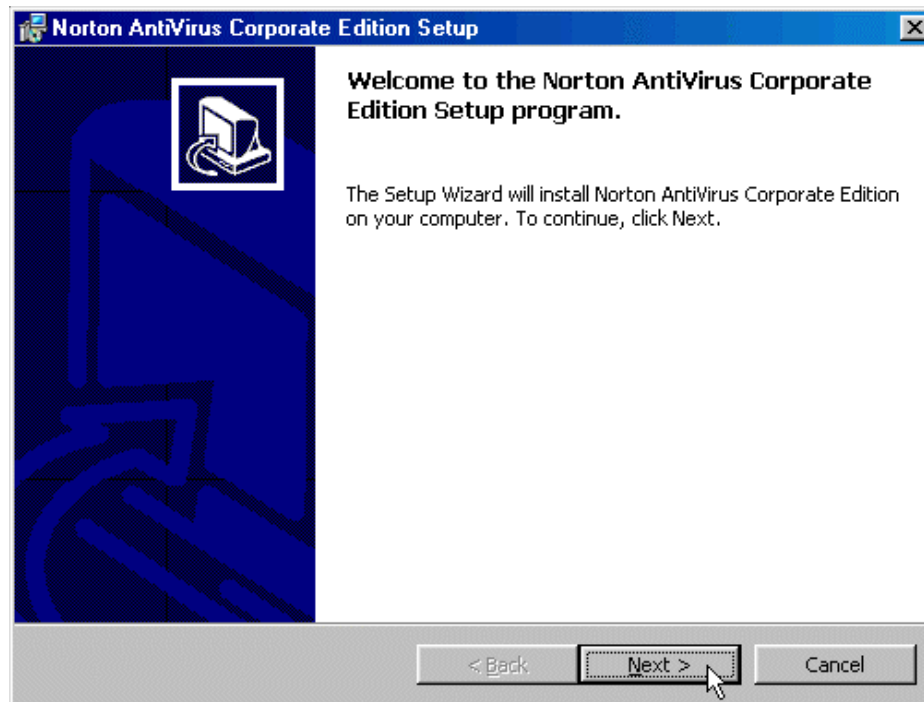 Norton AntiVirus Corporate Edition Setup
Welcome to the Norton AntiVirus Corporate
Edition Setup program.
The Setup Wizard will install Norton AntiVirus Corporate Edition
on your computer. To continue, click Next.
< Back
Next >
Cancel